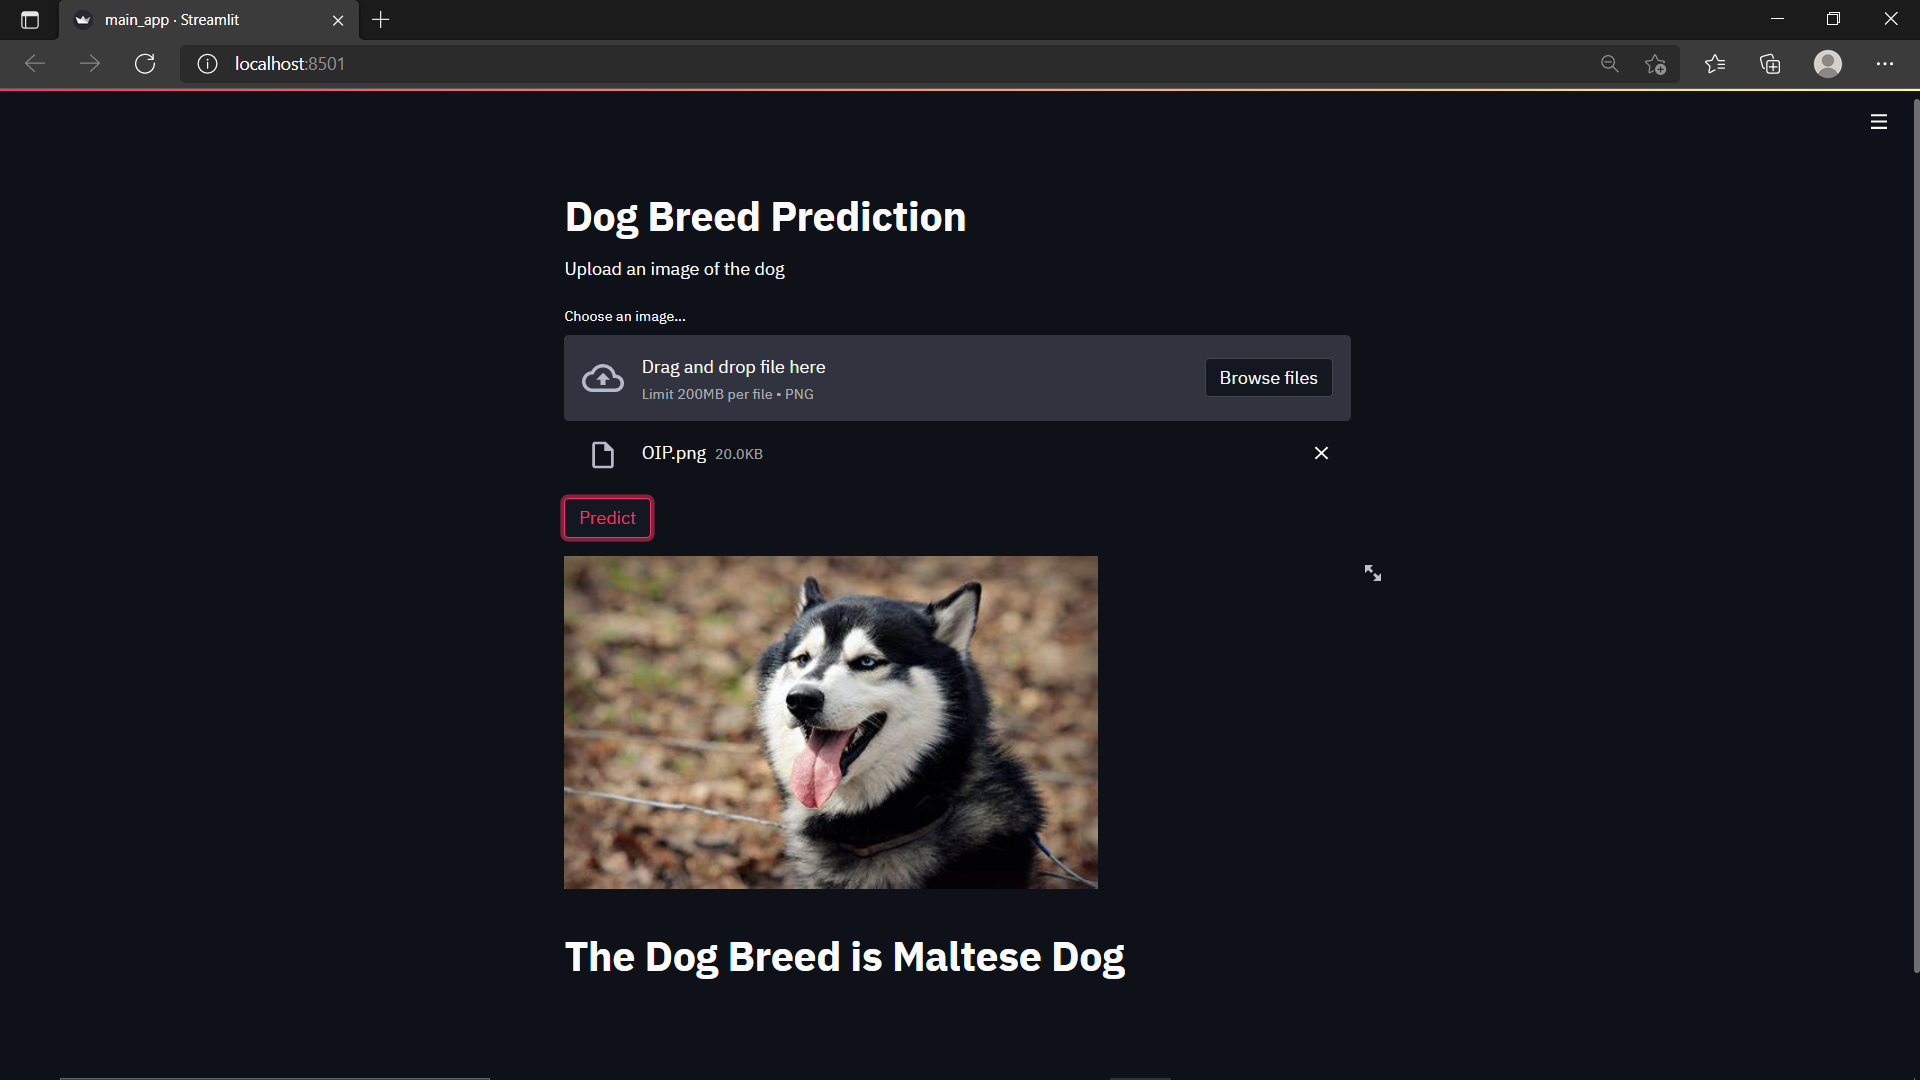 main_app · Streamlit
localhost:8501
Dog Breed Prediction
Upload an image of the dog
Choose an image...
Drag and drop file here
Limit 200MB per file • PNG
Browse files
OIP.png 20.0KB
Predict
The Dog Breed is Maltese Dog